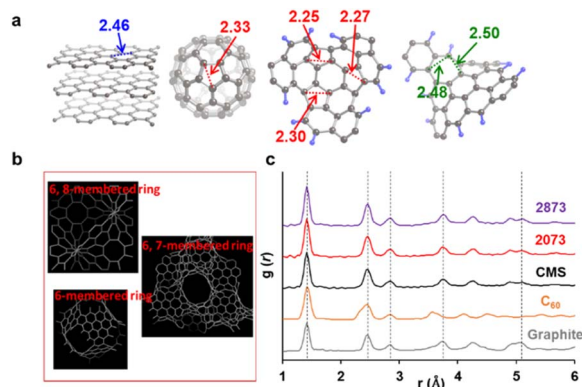 a
2.46
2.33
2.25
2.27
2.30
2.50
2.48
b
6, 8-membered ring
6, 7-membered ring
6-membered ring
c
g (r)
2873
2073
CMS
C₆₀
Graphite
1 2 3 4 5 6
r (Å)